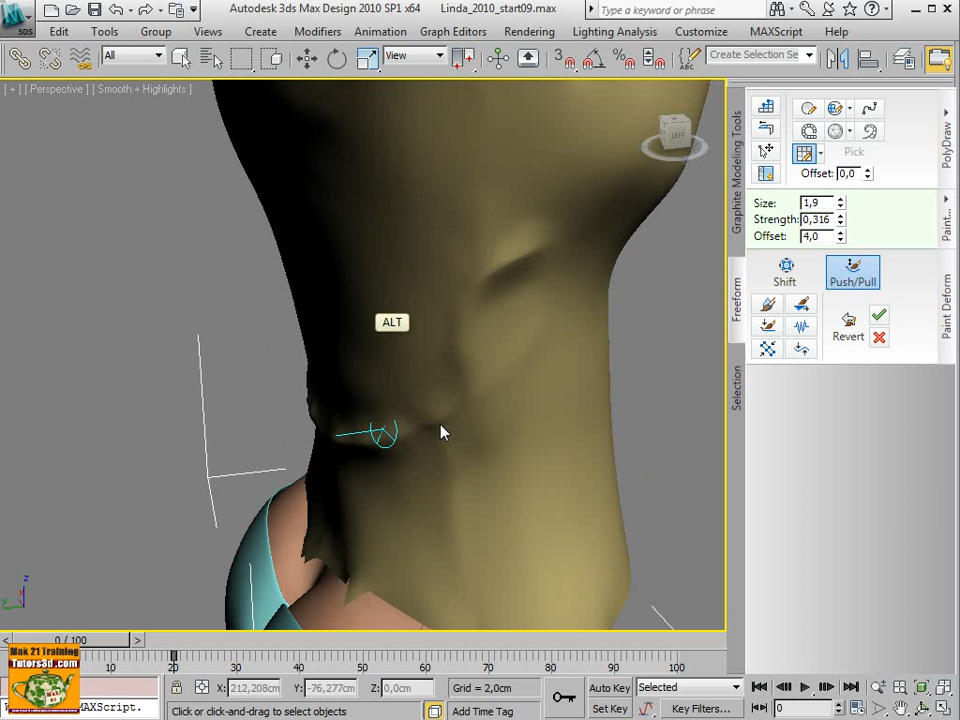 Autodesk 3ds Max Design 2010 SP1 x64 Linda_2010_start09.max
Type a keyword or phrase
3DS
Edit Tools Group Views Create Modifiers Animation Graph Editors Rendering Lighting Analysis Customize MAXScript Help
All
View
3
Create Selection Se
[ + ] [ Perspective ] [ Smooth + Highlights ]
LEFT
ALT
z
x
y
Graphite Modeling Tools
Freeform
Selection
Pick
Offset: 0,0
PolyDraw
Size: 1,9
Strength: 0,316
Offset: 4,0
Paint...
Shift
Push/Pull
Revert
Paint Deform
< 0 / 100 >
10 20 30 40 50 60 70 80 90 100
Mak 21 Training
Tutors3d.com
MAXScript.
X: 212,208cm Y: -76,277cm Z: 0,0cm Grid = 2,0cm
Auto Key Selected
Click or click-and-drag to select objects
Add Time Tag
Set Key Key Filters...
0